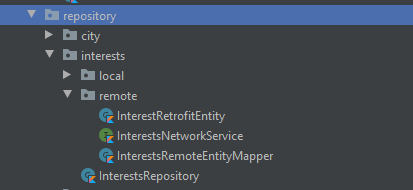 repository
city
interests
local
remote
InterestRetrofitEntity
InterestsNetworkService
InterestsRemoteEntityMapper
InterestsRepository